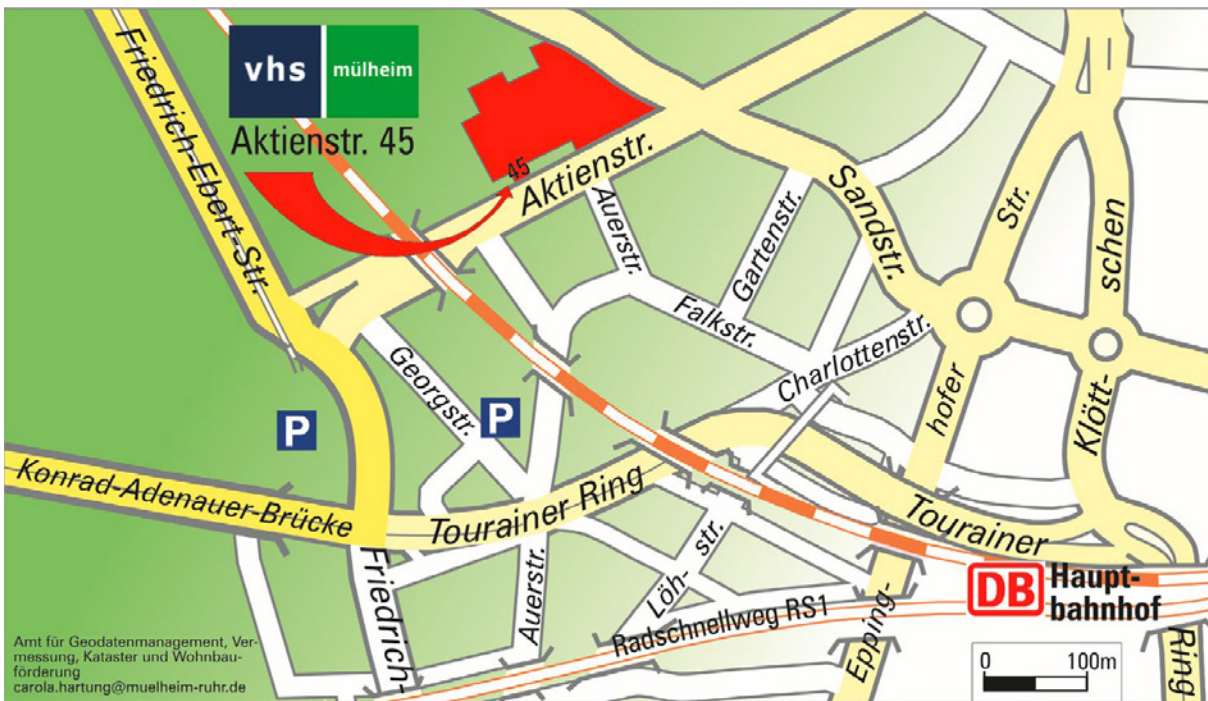 vhs
mülheim
Aktienstr. 45
45
Aktienstr.
Friedrich-Ebert-Str.
Auerstr.
Gartenstr.
Sandstr.
Str.
schen
Falkstr.
Charlottenstr.
Georgstr.
P
P
hofer
Klött-
Konrad-Adenauer-Brücke
Tourainer Ring
Tourainer
Friedrich-
Auerstr.
Löh-
str.
Radschnellweg RS1
Epping-
DB
Haupt-
bahnhof
Ring
Amt für Geodatenmanagement, Ver-
messung, Kataster und Wohnbau-
förderung
carola.hartung@muelheim-ruhr.de
0 100m